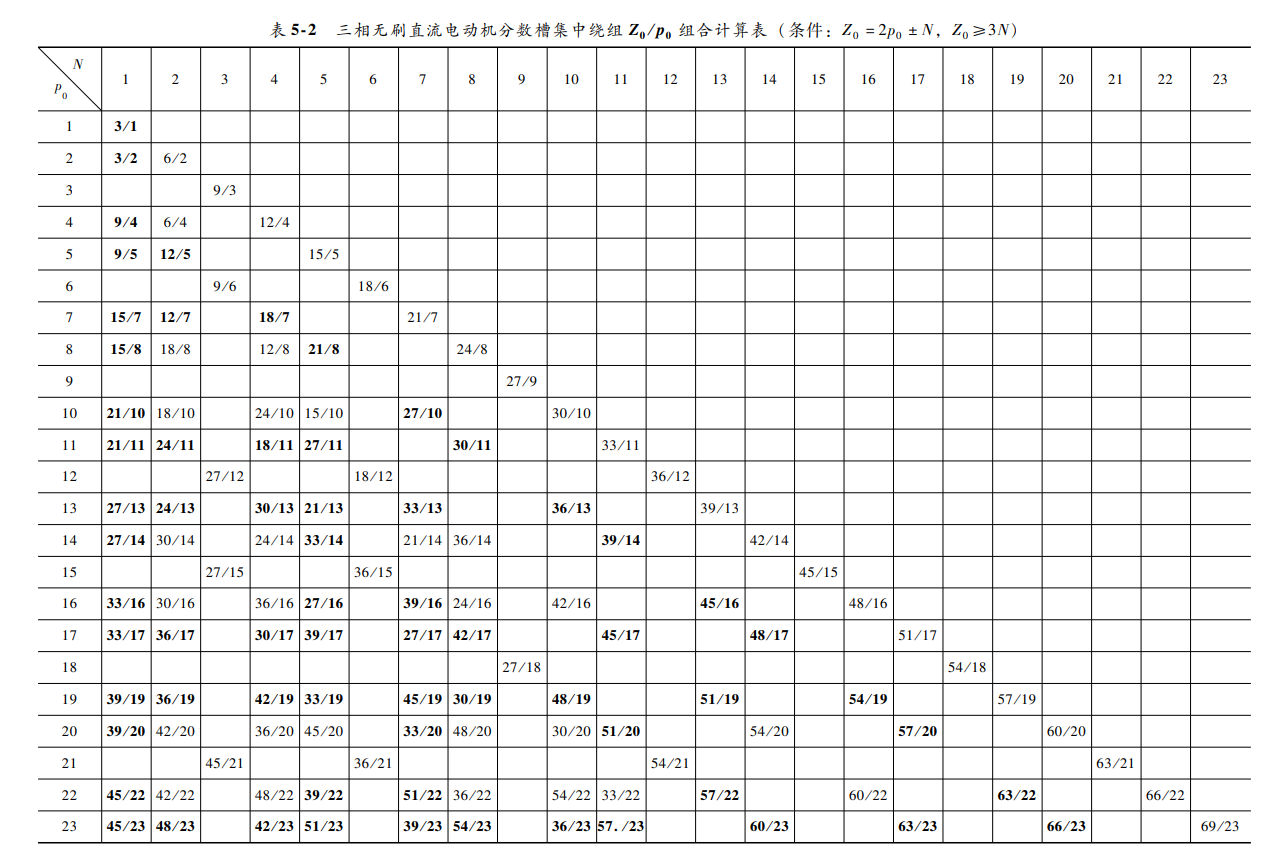 表 5-2 三相无刷直流电动机分数槽集中绕组 Z0/p0 组合计算表（条件：Z0 = 2p0 ± N，Z0 ≥ 3N）
N
p0
1 2 3 4 5 6 7 8 9 10 11 12 13 14 15 16 17 18 19 20 21 22 23
1 3/1
2 3/2 6/2
3 9/3
4 9/4 6/4 12/4
5 9/5 12/5 15/5
6 9/6 18/6
7 15/7 12/7 18/7 21/7
8 15/8 18/8 12/8 21/8 24/8
9 27/9
10 21/10 18/10 24/10 15/10 27/10 30/10
11 21/11 24/11 18/11 27/11 30/11 33/11
12 27/12 18/12 36/12
13 27/13 24/13 30/13 21/13 33/13 36/13 39/13
14 27/14 30/14 24/14 33/14 21/14 36/14 39/14 42/14
15 27/15 36/15 45/15
16 33/16 30/16 36/16 27/16 39/16 24/16 42/16 45/16 48/16
17 33/17 36/17 30/17 39/17 27/17 42/17 45/17 48/17 51/17
18 27/18 54/18
19 39/19 36/19 42/19 33/19 45/19 30/19 48/19 51/19 54/19 57/19
20 39/20 42/20 36/20 45/20 33/20 48/20 30/20 51/20 54/20 57/20 60/20
21 45/21 36/21 54/21 63/21
22 45/22 42/22 48/22 39/22 51/22 36/22 54/22 33/22 57/22 60/22 63/22 66/22
23 45/23 48/23 42/23 51/23 39/23 54/23 36/23 57./23 60/23 63/23 66/23 69/23